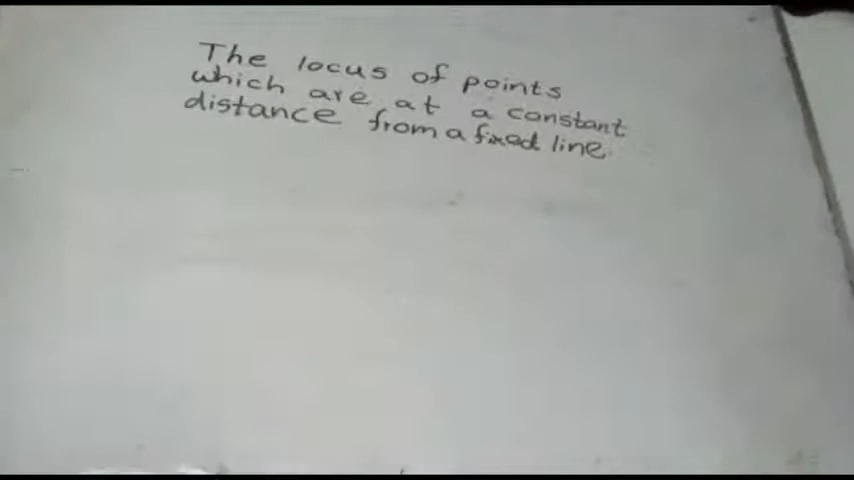 The locus of points
which are at a constant
distance from a fixed line.